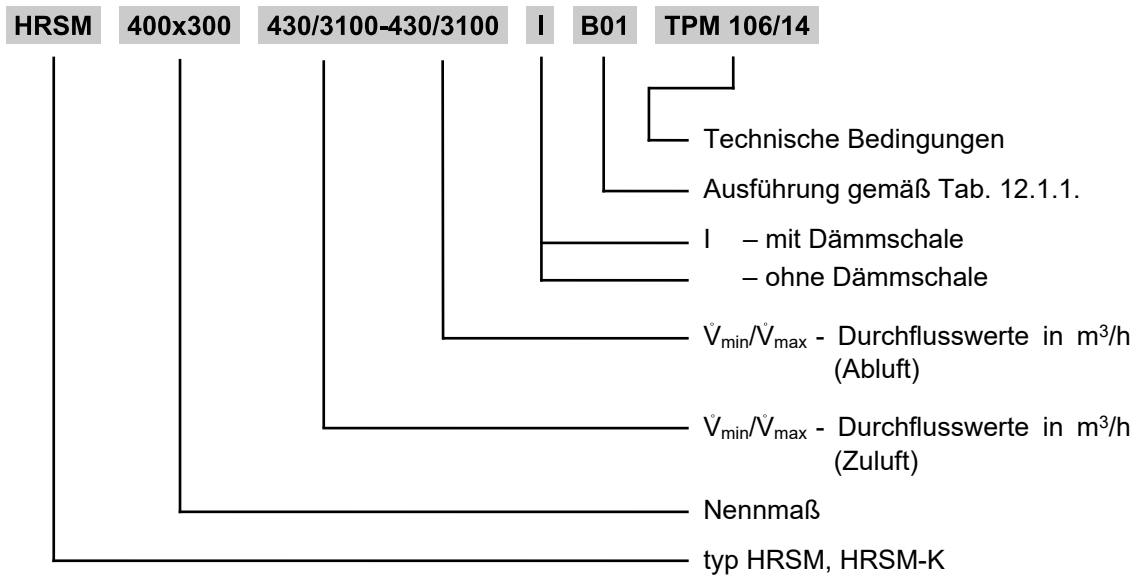 HRSM 400x300 430/3100-430/3100 I B01 TPM 106/14
Technische Bedingungen
Ausführung gemäß Tab. 12.1.1.
I – mit Dämmschale
– ohne Dämmschale
V̊min/V̊max - Durchflusswerte in m³/h
(Abluft)
V̊min/V̊max - Durchflusswerte in m³/h
(Zuluft)
Nennmaß
typ HRSM, HRSM-K